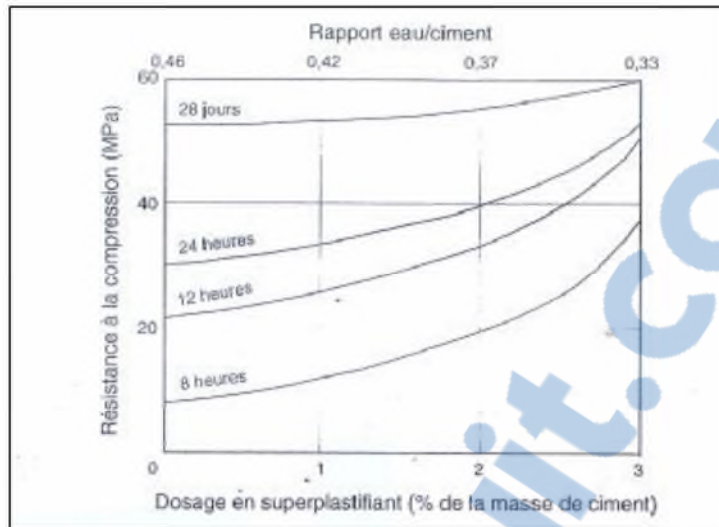 Rapport eau/ciment
0,46 0,42 0,37 0,33
Résistance à la compression (MPa)
60
28 jours
40
24 heures
12 heures
20
8 heures
0 0 1 2 3
Dosage en superplastifiant (% de la masse de ciment)